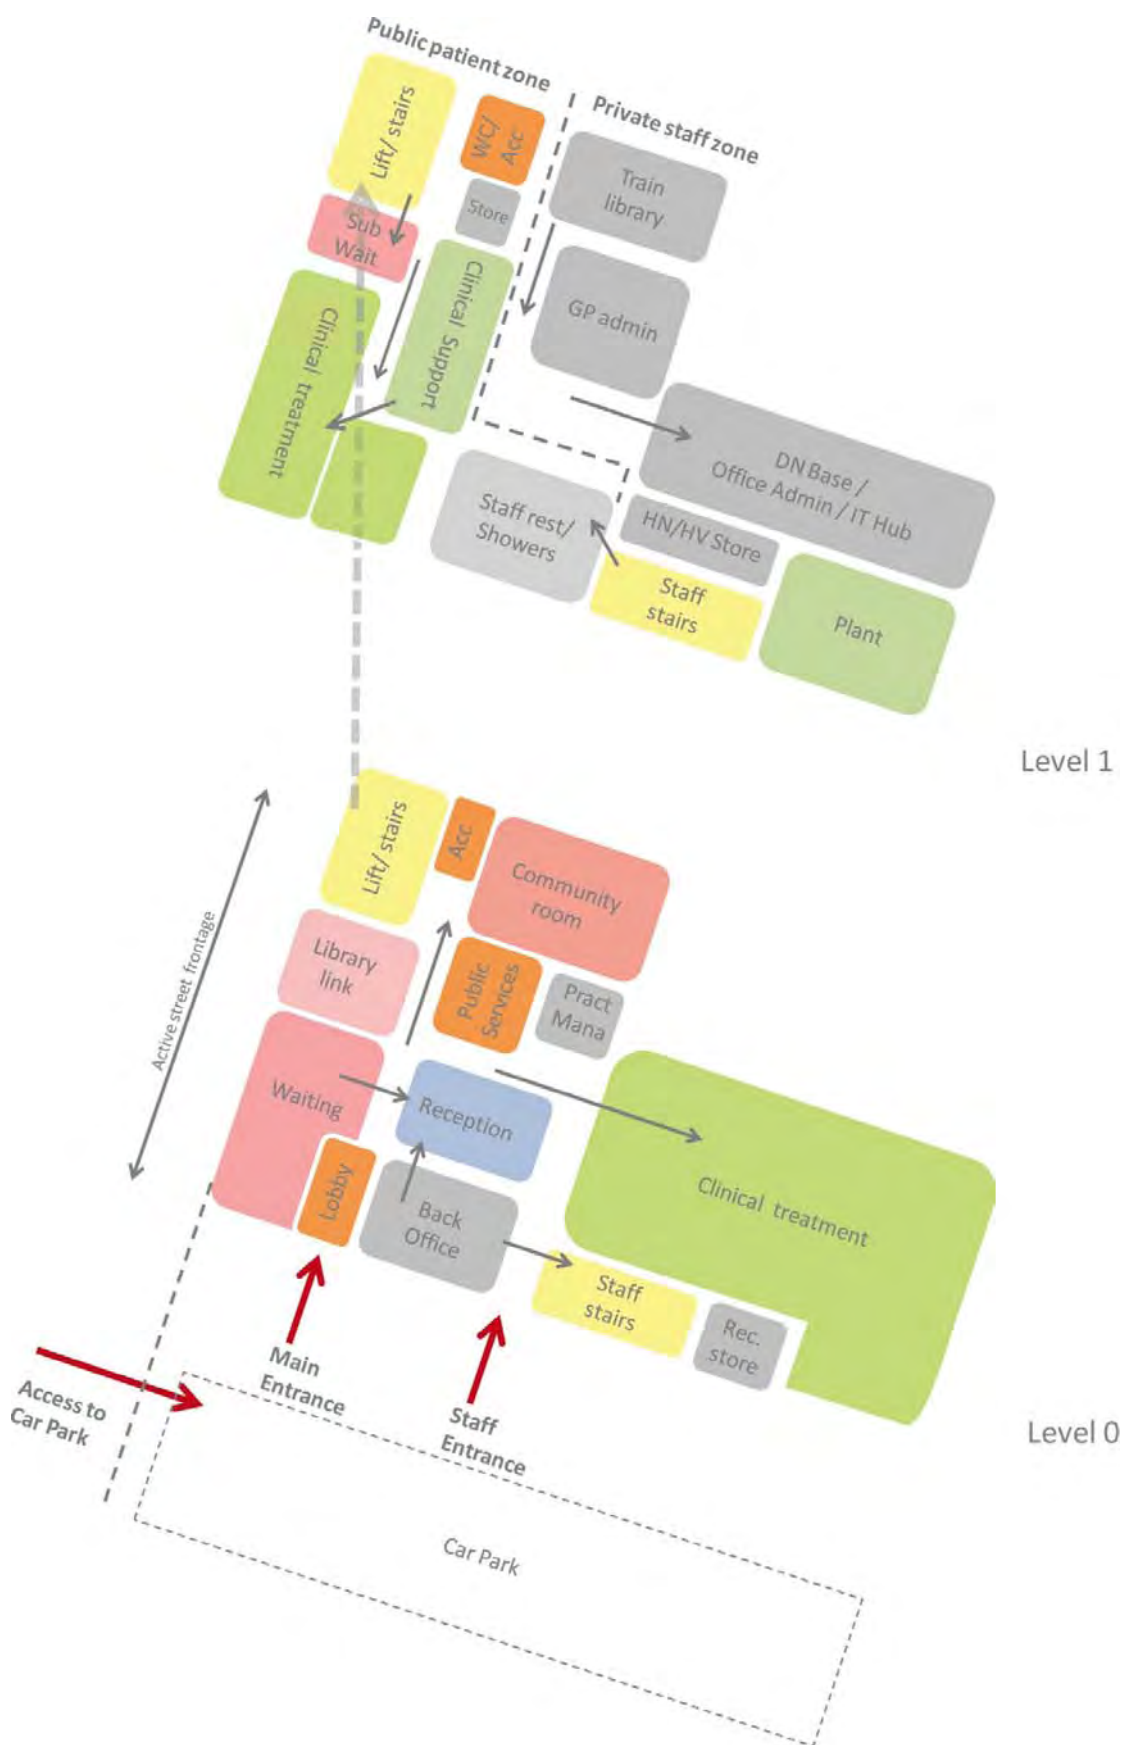 Public patient zone
Private staff zone
Lift/ stairs
WC/
Acc
Train
library
Store
Sub
Wait
Clinical Support
GP admin
Clinical treatment
DN Base /
Office Admin / IT Hub
Staff rest/
Showers
HN/HV Store
Staff
stairs
Plant
Level 1
Lift/ stairs
Acc
Community
room
Active street frontage
Library
link
Public
Services
Pract
Mana
Waiting
Reception
Lobby
Back
Office
Clinical treatment
Staff
stairs
Rec.
store
Main
Entrance
Access to
Car Park
Staff
Entrance
Level 0
Car Park